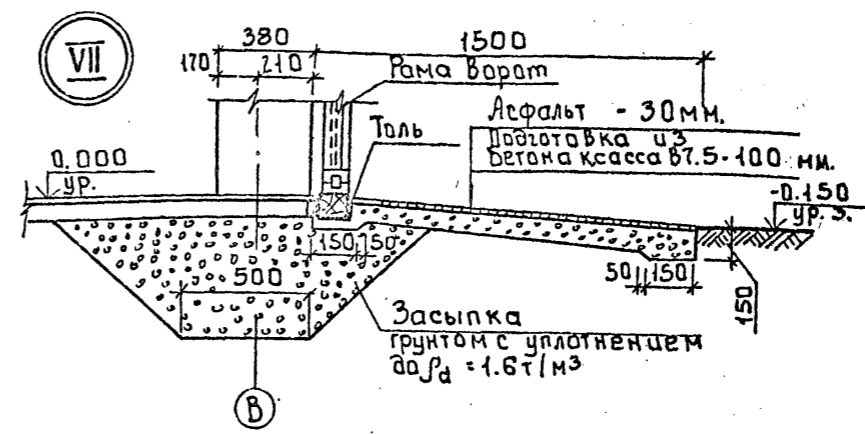 VII
380
1500
170
210
Рама ворот
Асфальт - 30мм.
Толь
Подготовка из
бетона ксасса В7.5-100 мм.
0.000
ур.
-0.150
ур. з.
150
50
500
50
150
150
Засыпка
грунтом с уплотнением
до ρd = 1.6т/м³
В